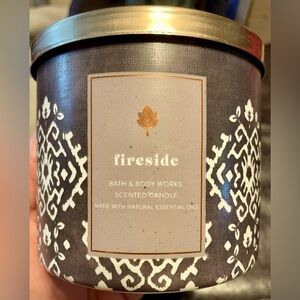 fireside
BATH & BODY WORKS
SCENTED CANDLE
MADE WITH NATURAL ESSENTIAL OILS